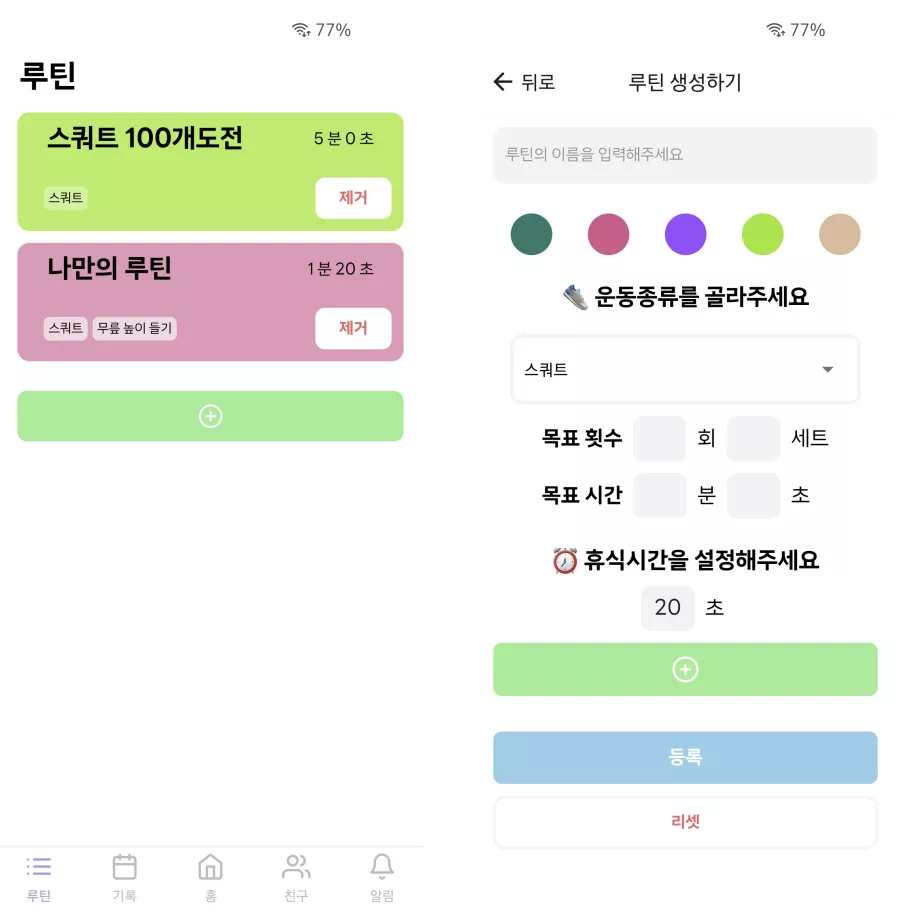 77%
루틴
스쿼트 100개도전
5 분 0 초
스쿼트
제거
나만의 루틴
1 분 20 초
스쿼트 무릎 높이 들기
제거
루틴 기록 홈 친구 알림
77%
뒤로 루틴 생성하기
루틴의 이름을 입력해주세요
운동종류를 골라주세요
스쿼트
목표 횟수 회 세트
목표 시간 분 초
휴식시간을 설정해주세요
20 초
등록
리셋